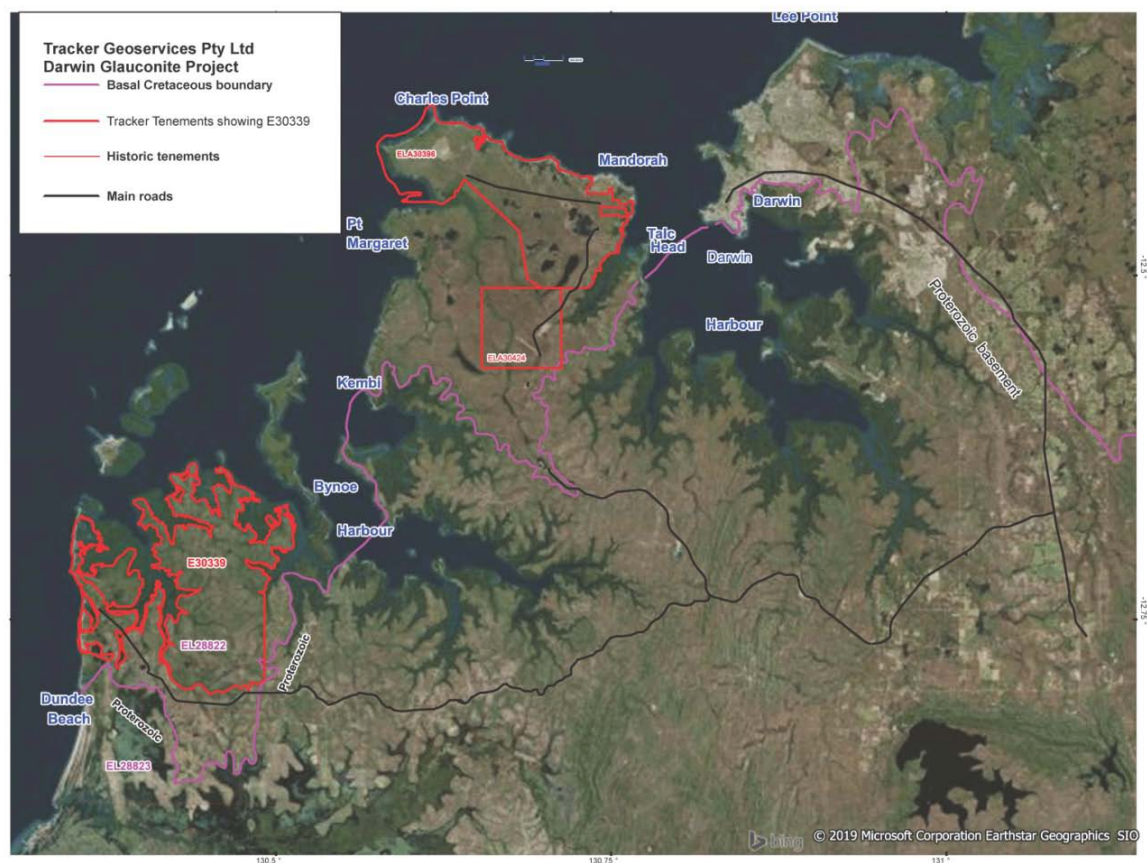 Lee Point
Tracker Geoservices Pty Ltd
Darwin Glauconite Project
Basal Cretaceous boundary
Tracker Tenements showing E30339
Historic tenements
Main roads
Charles Point
ELA30396
Mandorah
Pt
Margaret
Talc
Head
Darwin
Darwin
Harbour
-12.5
Proterozoic basement
ELA30424
Kembi
Bynoe
Harbour
E30339
EL28822
-12.75
Proterozoic
Dundee
Beach
Proterozoic
EL28823
bing
© 2019 Microsoft Corporation Earthstar Geographics SIO
130.5 °
130.75 °
131 °